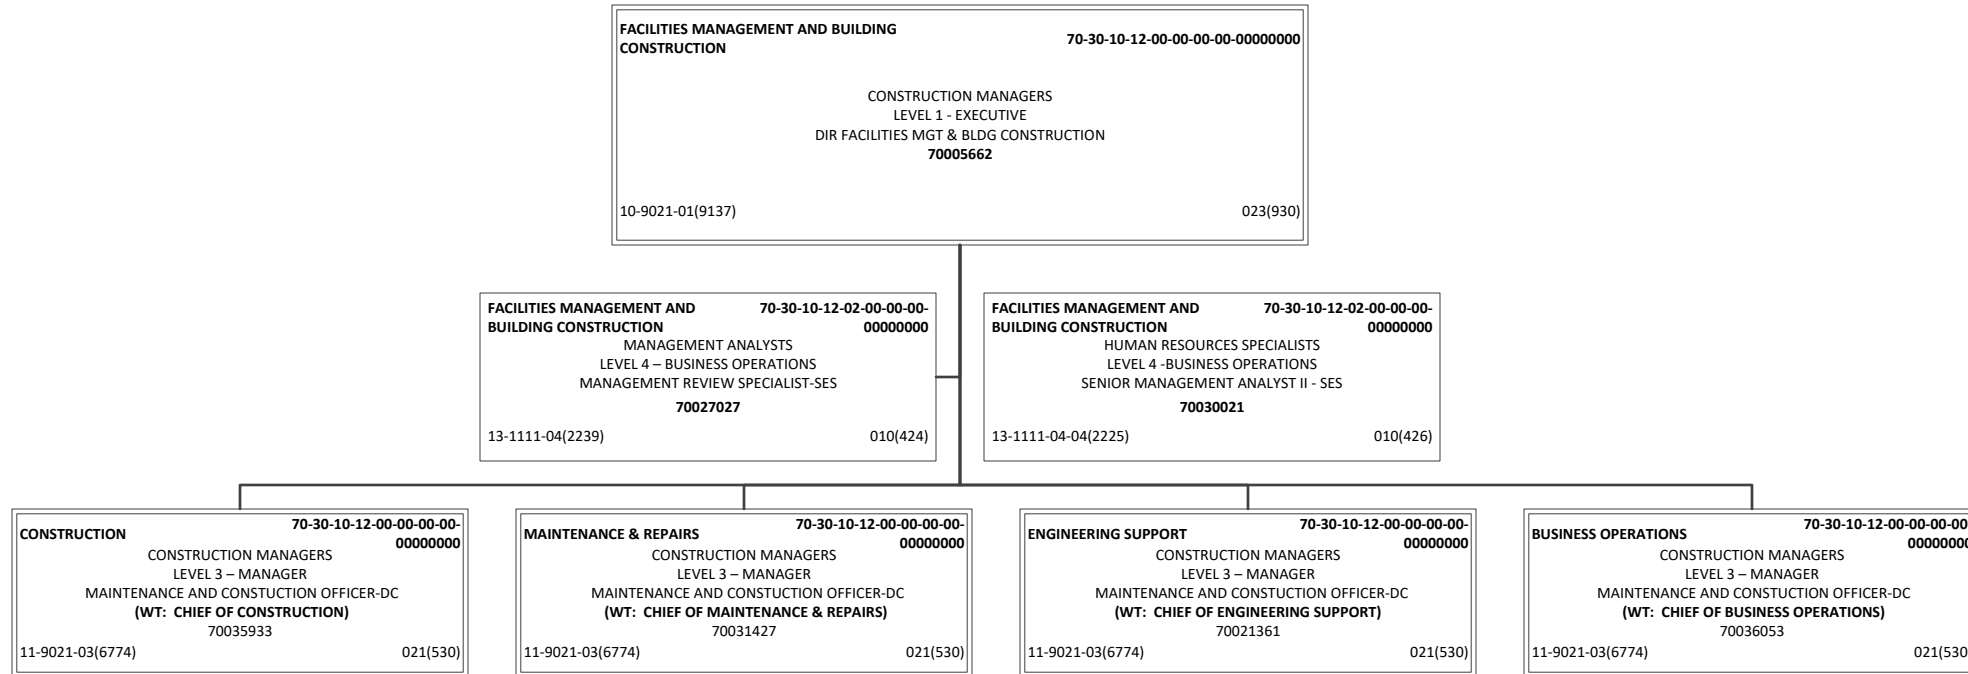 FACILITIES MANAGEMENT AND BUILDING
CONSTRUCTION
70-30-10-12-00-00-00-00-00000000
CONSTRUCTION MANAGERS
LEVEL 1 - EXECUTIVE
DIR FACILITIES MGT & BLDG CONSTRUCTION
70005662
10-9021-01(9137)
023(930)
FACILITIES MANAGEMENT AND
BUILDING CONSTRUCTION
70-30-10-12-02-00-00-00-
00000000
MANAGEMENT ANALYSTS
LEVEL 4 – BUSINESS OPERATIONS
MANAGEMENT REVIEW SPECIALIST-SES
70027027
13-1111-04(2239)
010(424)
FACILITIES MANAGEMENT AND
BUILDING CONSTRUCTION
70-30-10-12-02-00-00-00-
00000000
HUMAN RESOURCES SPECIALISTS
LEVEL 4 -BUSINESS OPERATIONS
SENIOR MANAGEMENT ANALYST II - SES
70030021
13-1111-04-04(2225)
010(426)
CONSTRUCTION
70-30-10-12-00-00-00-00-
00000000
CONSTRUCTION MANAGERS
LEVEL 3 – MANAGER
MAINTENANCE AND CONSTUCTION OFFICER-DC
(WT:  CHIEF OF CONSTRUCTION)
70035933
11-9021-03(6774)
021(530)
MAINTENANCE & REPAIRS
70-30-10-12-00-00-00-00-
00000000
CONSTRUCTION MANAGERS
LEVEL 3 – MANAGER
MAINTENANCE AND CONSTUCTION OFFICER-DC
(WT:  CHIEF OF MAINTENANCE & REPAIRS)
70031427
11-9021-03(6774)
021(530)
ENGINEERING SUPPORT
70-30-10-12-00-00-00-00-
00000000
CONSTRUCTION MANAGERS
LEVEL 3 – MANAGER
MAINTENANCE AND CONSTUCTION OFFICER-DC
(WT:  CHIEF OF ENGINEERING SUPPORT)
70021361
11-9021-03(6774)
021(530)
BUSINESS OPERATIONS
70-30-10-12-00-00-00-00
00000000
CONSTRUCTION MANAGERS
LEVEL 3 – MANAGER
MAINTENANCE AND CONSTUCTION OFFICER-DC
(WT:  CHIEF OF BUSINESS OPERATIONS)
70036053
11-9021-03(6774)
021(530